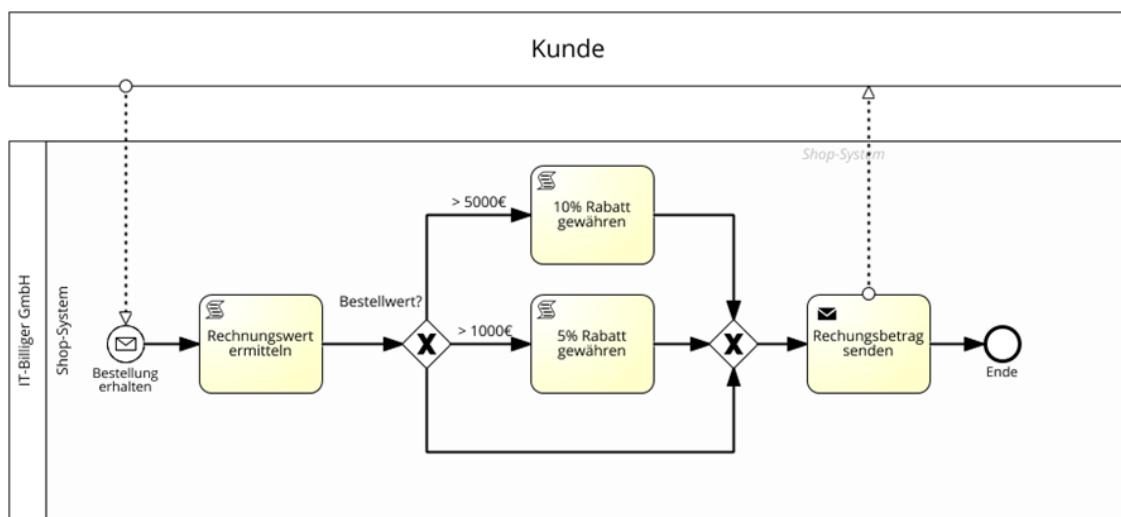 Kunde
Shop-System
IT-Billiger GmbH
Shop-System
Bestellung
erhalten
Rechnungswert
ermitteln
Bestellwert?
> 5000€
10% Rabatt
gewähren
> 1000€
5% Rabatt
gewähren
Rechungsbetrag
senden
Ende